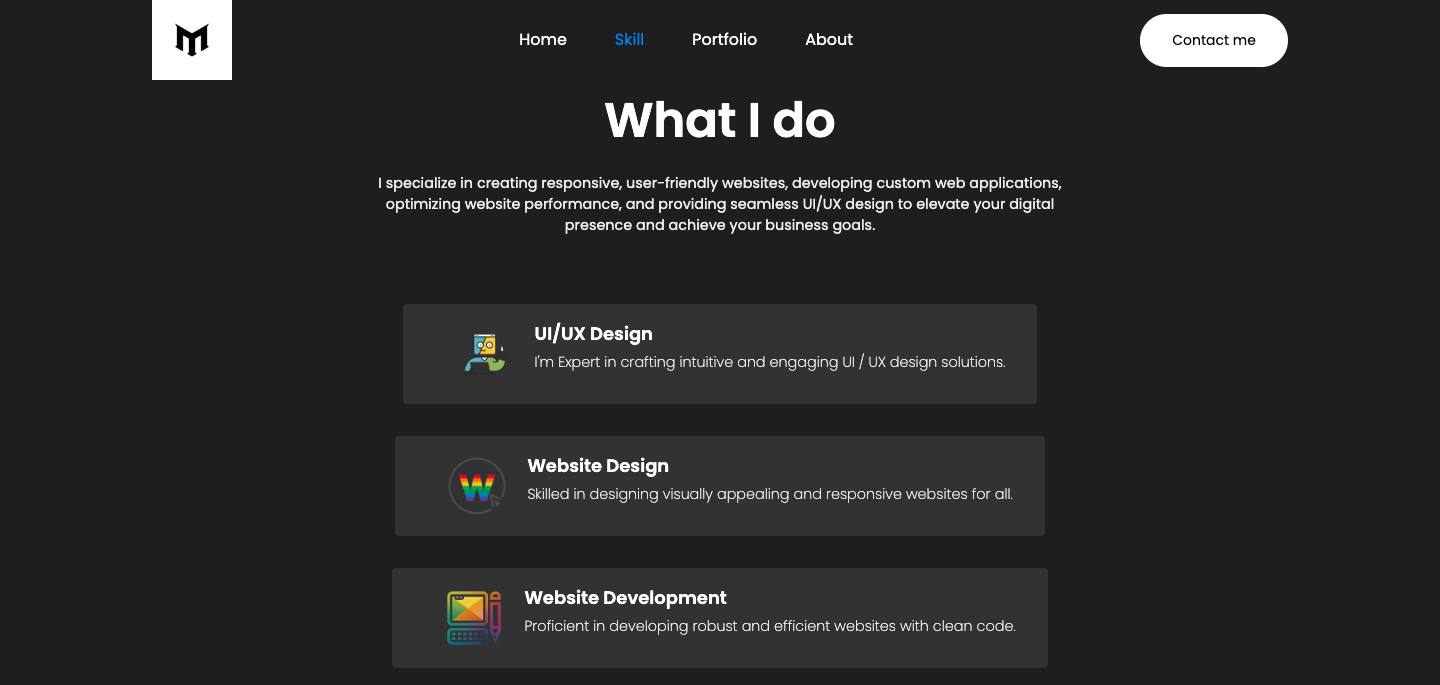 M
Home
Skill
Portfolio
About
Contact me
What I do
I specialize in creating responsive, user-friendly websites, developing custom web applications,
optimizing website performance, and providing seamless UI/UX design to elevate your digital
presence and achieve your business goals.
UI/UX Design
I'm Expert in crafting intuitive and engaging UI / UX design solutions.
W
Website Design
Skilled in designing visually appealing and responsive websites for all.
Website Development
Proficient in developing robust and efficient websites with clean code.